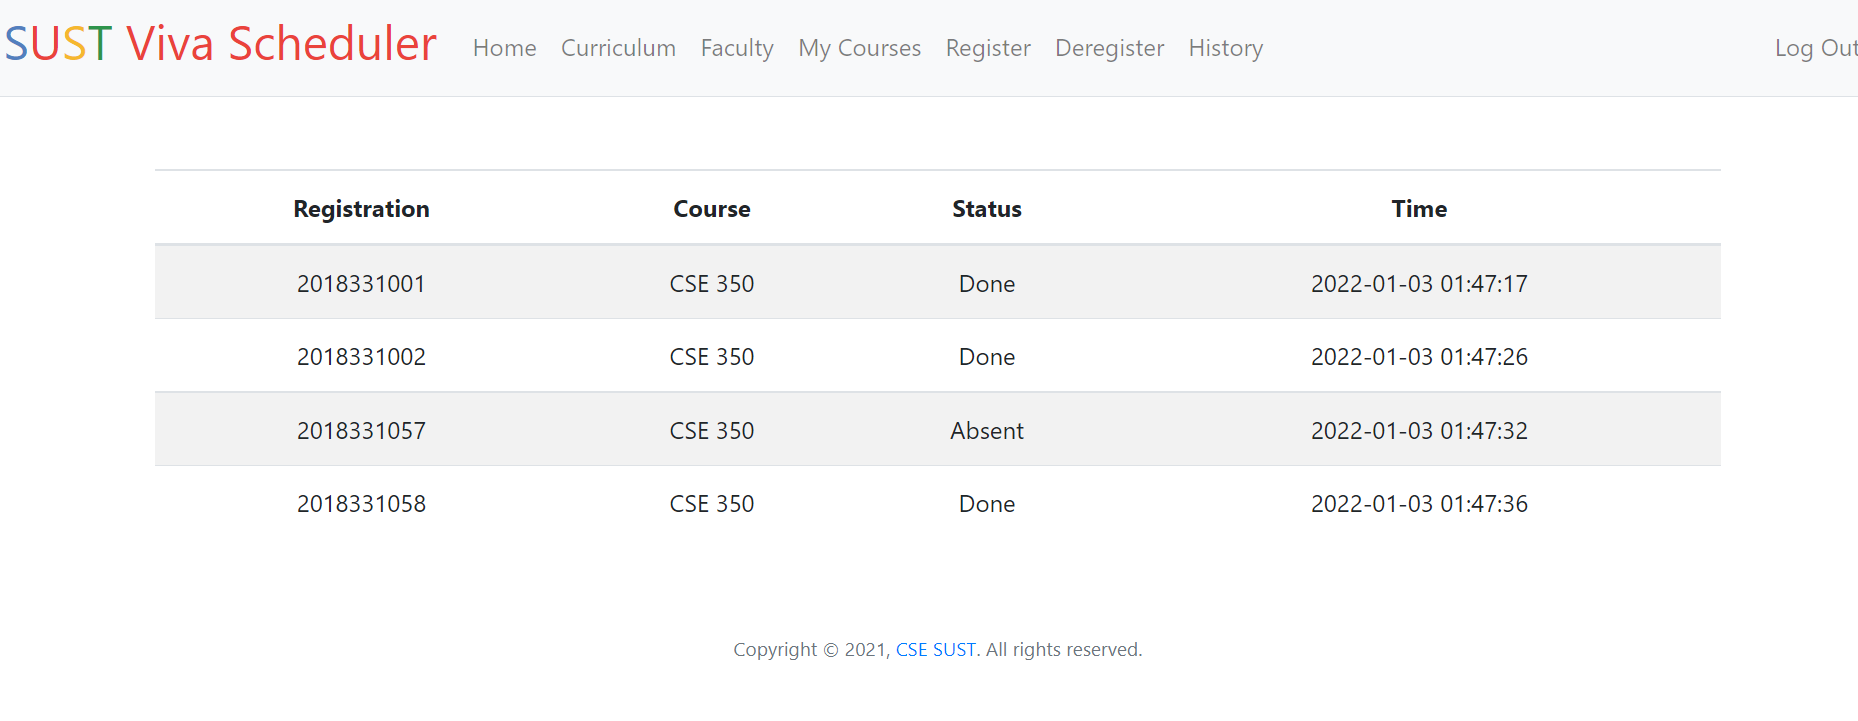 SUST Viva Scheduler Home Curriculum Faculty My Courses Register Deregister History Log Out
Registration Course Status Time
2018331001 CSE 350 Done 2022-01-03 01:47:17
2018331002 CSE 350 Done 2022-01-03 01:47:26
2018331057 CSE 350 Absent 2022-01-03 01:47:32
2018331058 CSE 350 Done 2022-01-03 01:47:36
Copyright © 2021, CSE SUST. All rights reserved.